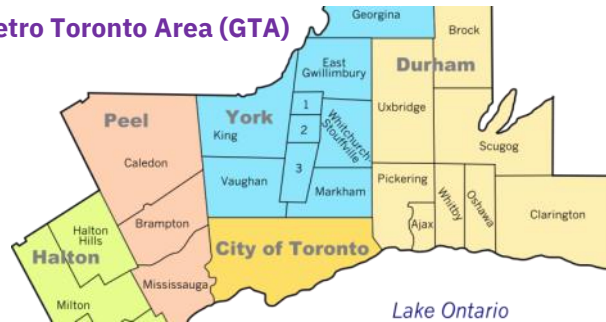 etro Toronto Area (GTA)
Georgina
Brock
East
Gwillimbury
Durham
Peel
York
1
2
3
King
Whitchurch-
Stouffville
Uxbridge
Scugog
Caledon
Vaughan
Markham
Pickering
Whitby
Oshawa
Ajax
Clarington
Brampton
Halton
Hills
Halton
City of Toronto
Mississauga
Milton
Lake Ontario